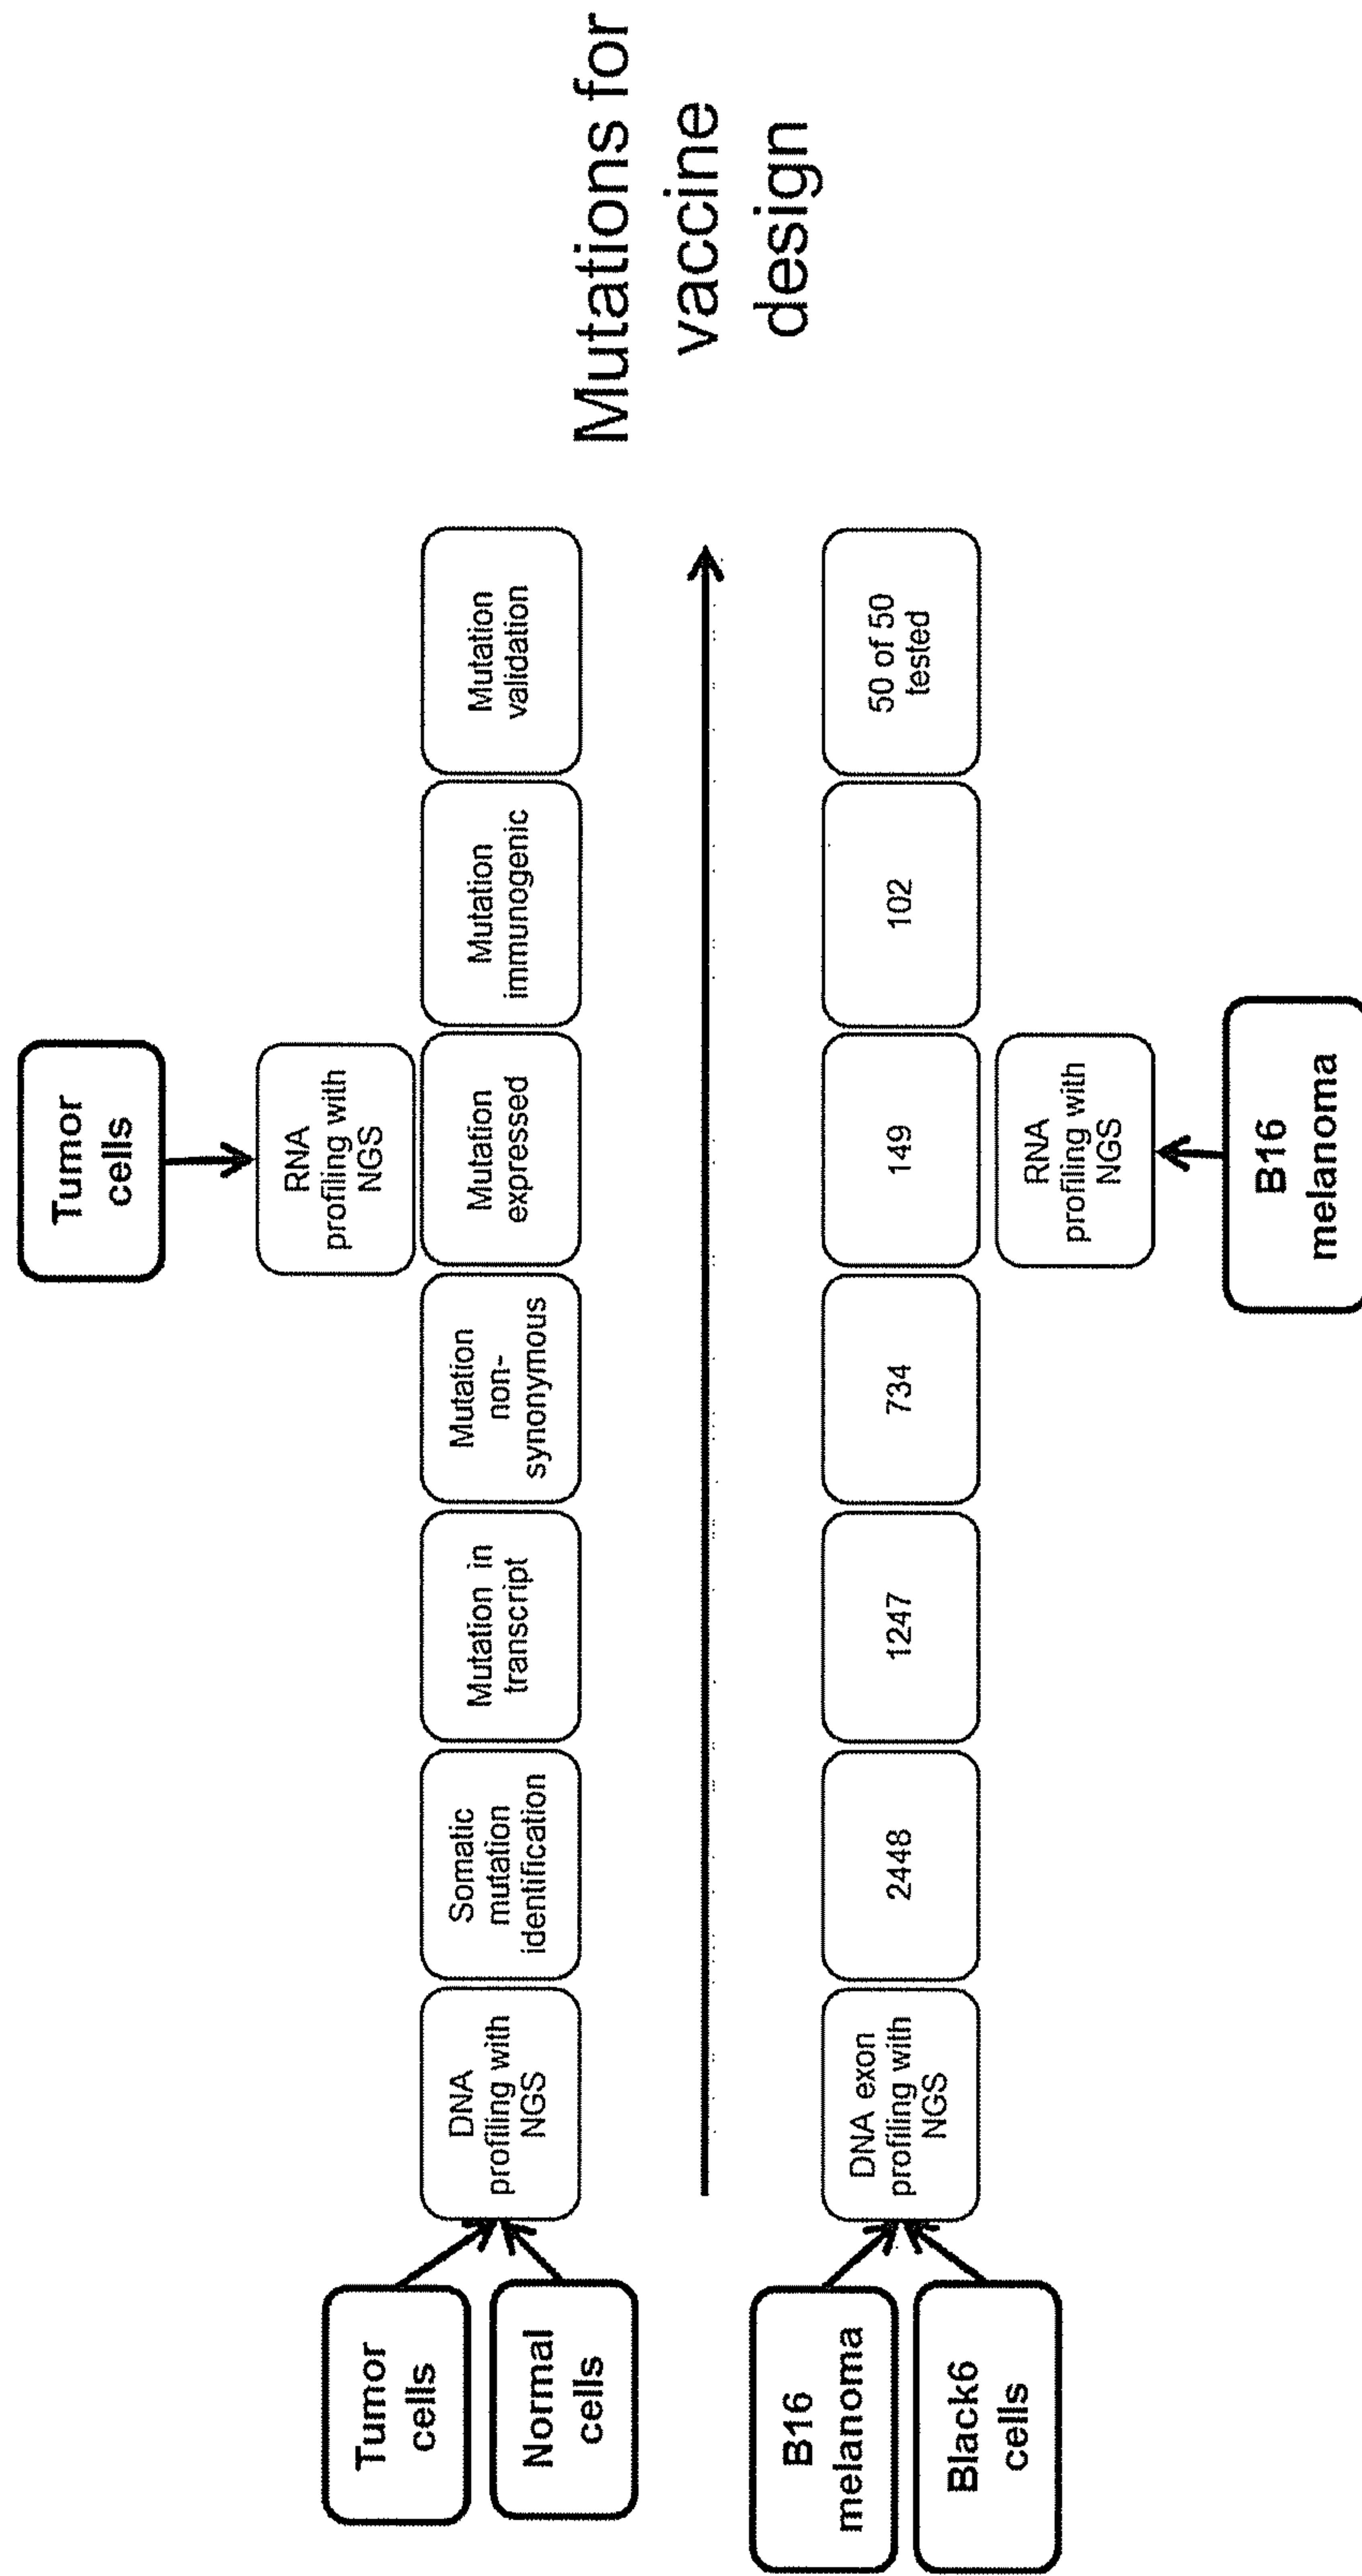 Tumor
cells
RNA
profiling with
NGS
Tumor
cells
Normal
cells
DNA
profiling with
NGS
Somatic
mutation
identification
Mutation in
transcript
Mutation
non-
synonymous
Mutation
expressed
Mutation
immunogenic
Mutation
validation
Mutations for
vaccine
design
B16
melanoma
Black6
cells
DNA exon
profiling with
NGS
2448
1247
734
149
102
50 of 50
tested
RNA
profiling with
NGS
B16
melanoma